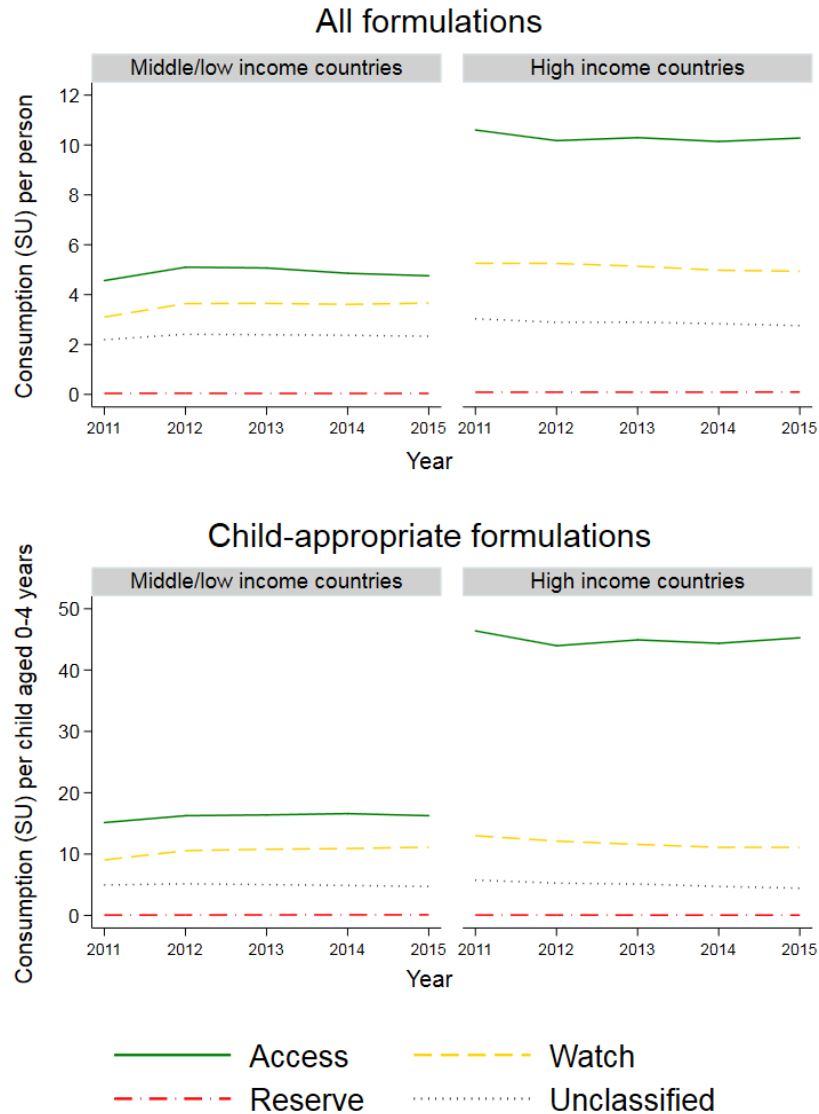 All formulations
Middle/low income countries
High income countries
Consumption (SU) per person
12
10
8
6
4
2
0
2011 2012 2013 2014 2015
2011 2012 2013 2014 2015
Year
Child-appropriate formulations
Middle/low income countries
High income countries
Consumption (SU) per child aged 0-4 years
50
40
30
20
10
0
2011 2012 2013 2014 2015
2011 2012 2013 2014 2015
Year
Access
Watch
Reserve
Unclassified